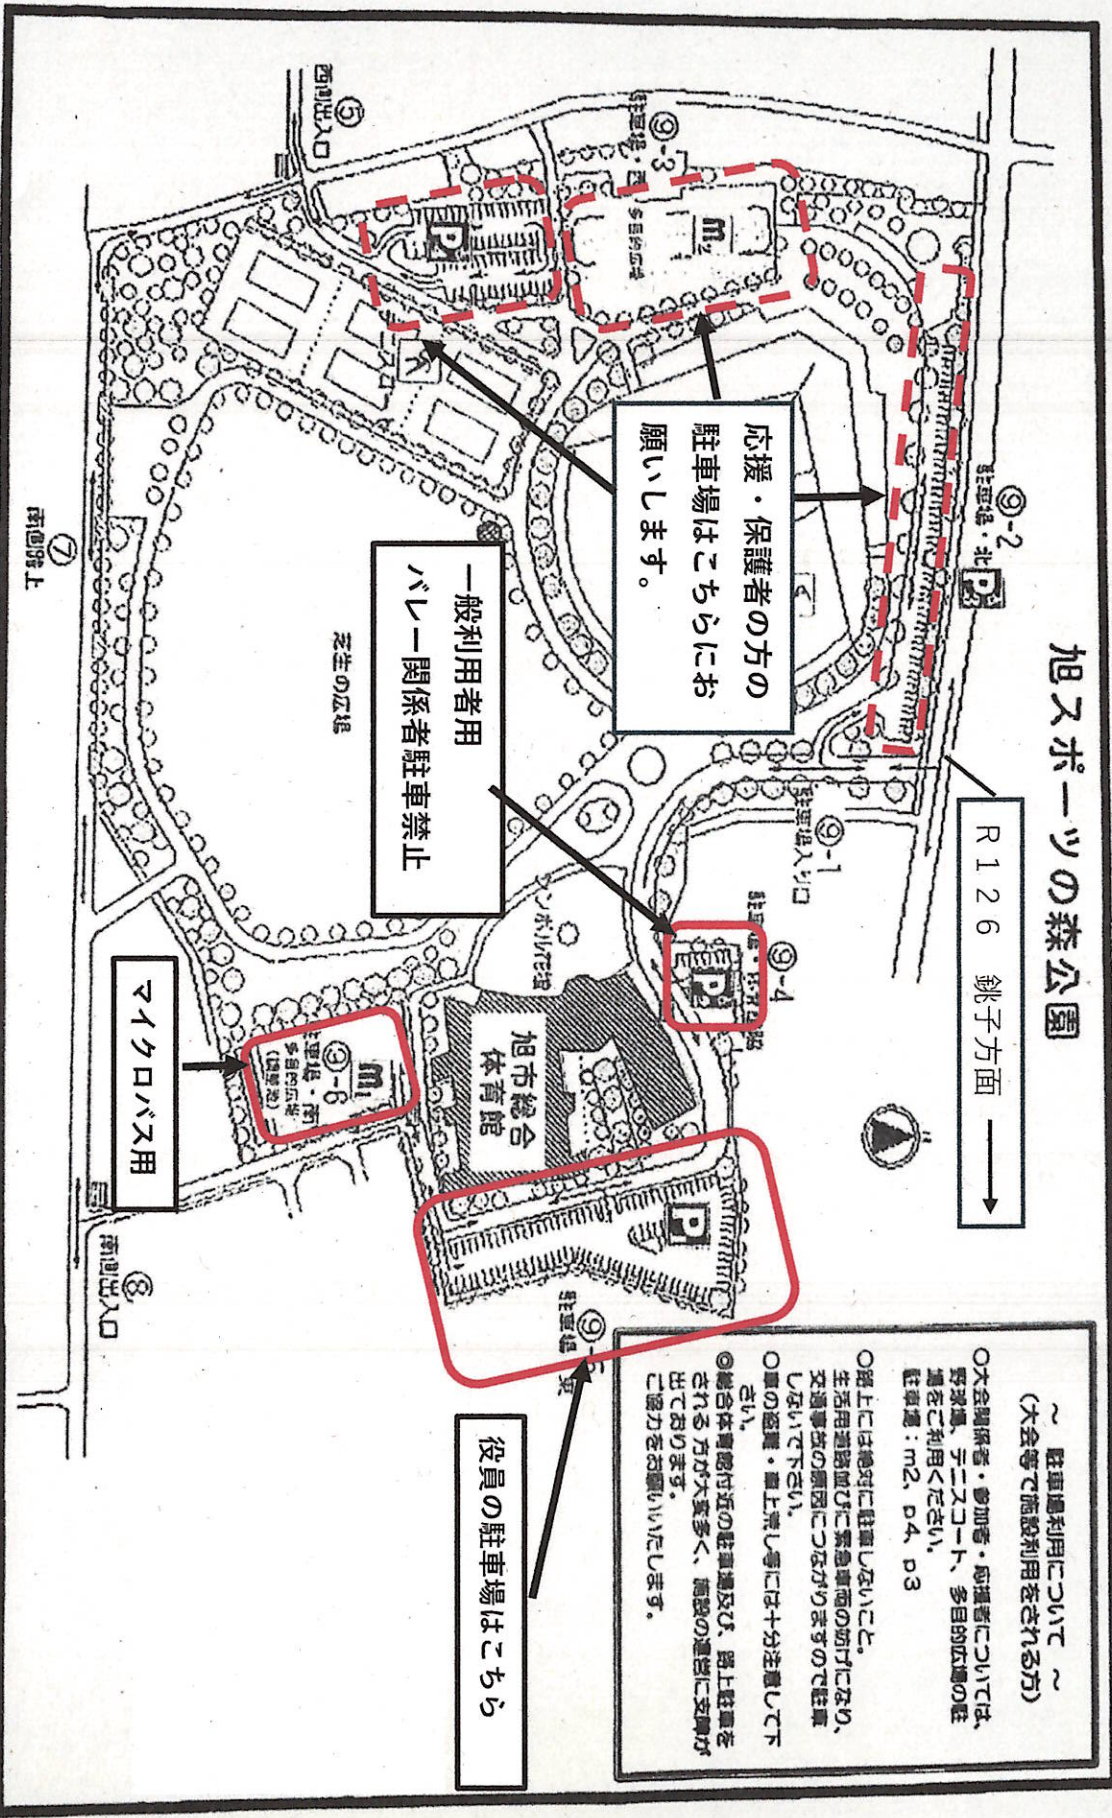 旭スポーツの森公園
R126 銚子方面
～ 駐車場利用について ～
(大会等で施設利用をされる方)
○大会関係者・参加者・応援者については、
野球場、テニスコート、多目的広場の駐
車場をご利用ください。
駐車場：m2、p4、p3
○路上には絶対に駐車しないこと。
生活用道路並びに緊急車両の妨げになり、
交通事故の原因につながりますので駐車
しないで下さい。
○車の盗難・車上荒し等には十分注意して下
さい。
◎総合体育館付近の駐車場及び、路上駐車を
される方が大変多く、施設の運営に支障が
出ております。
ご協力をお願いいたします。
⑨-2
駐車場・北
P
⑨-3
駐車場・西
m2
多目的広場
P
⑤
西側出入口
応援・保護者の方の
駐車場はこちらにお
願いします。
⑨-1
駐車場入り口
⑨-4
P
一般利用者用
バレー関係者駐車禁止
芝生の広場
シンボル花壇
旭市総合
体育館
P
駐車場・東
役員の駐車場はこちら
m1
⑨-6
駐車場・南
多目的広場
マイクロバス用
⑦
南側路上
⑧
南側出入口